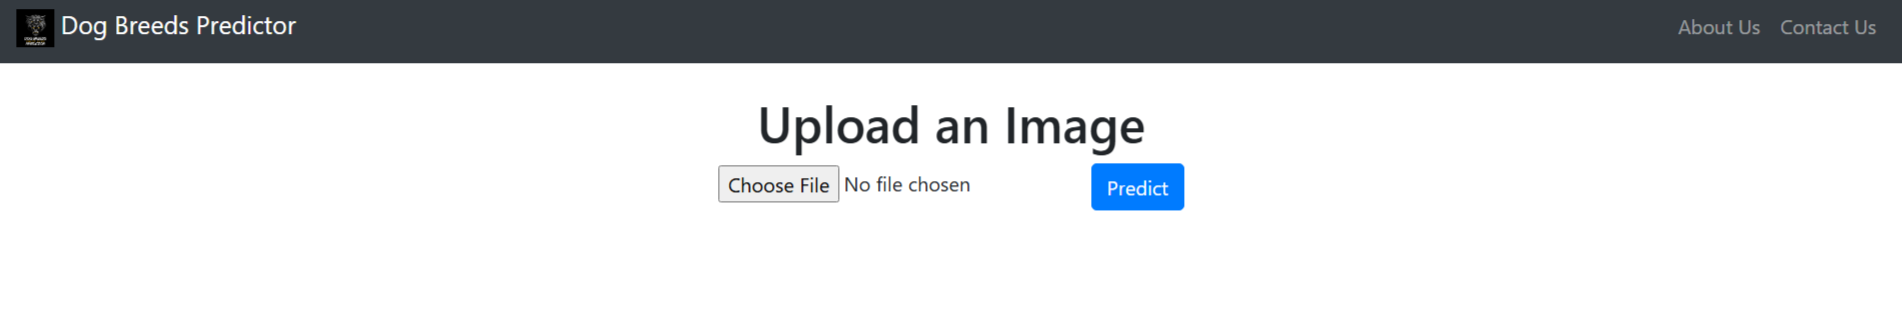 Dog Breeds Predictor
About Us Contact Us
Upload an Image
Choose File No file chosen
Predict